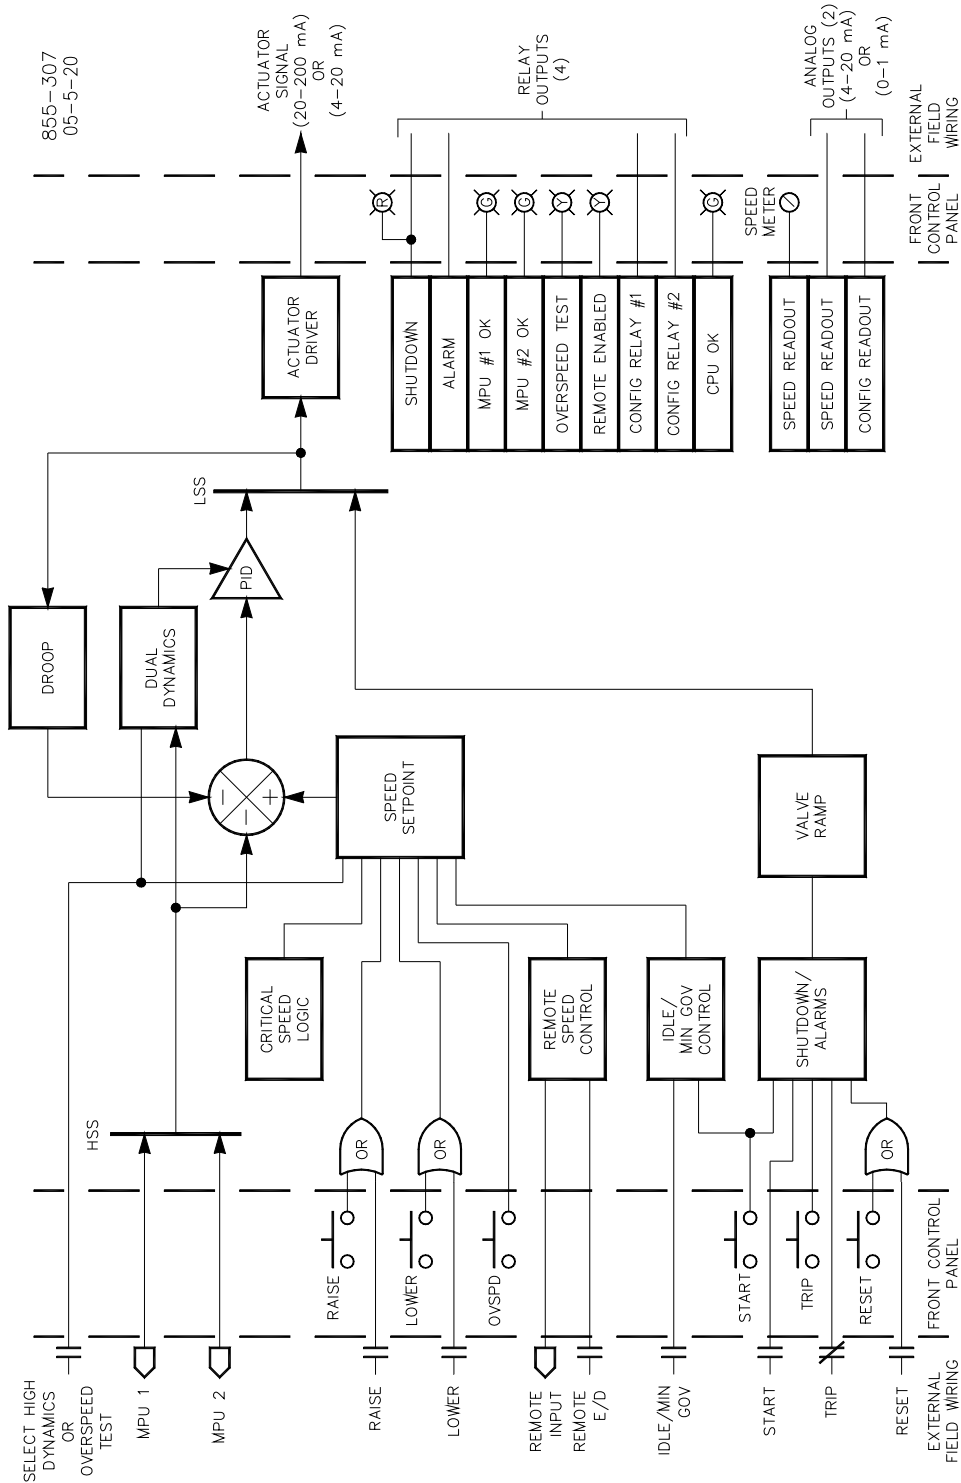 SELECT HIGH
DYNAMICS
OR
OVERSPEED
TEST
MPU 1
MPU 2
RAISE
LOWER
REMOTE
INPUT
REMOTE
E/D
IDLE/MIN
GOV
START
TRIP
RESET
EXTERNAL
FIELD WIRING
RAISE
LOWER
OVSPD
START
TRIP
RESET
FRONT CONTROL
PANEL
HSS
OR
OR
OR
CRITICAL
SPEED
LOGIC
REMOTE
SPEED
CONTROL
IDLE/
MIN GOV
CONTROL
SHUTDOWN/
ALARMS
SPEED
SETPOINT
VALVE
RAMP
DROOP
DUAL
DYNAMICS
−
−
+
PID
LSS
ACTUATOR
DRIVER
SHUTDOWN
ALARM
MPU #1 OK
MPU #2 OK
OVERSPEED TEST
REMOTE ENABLED
CONFIG RELAY #1
CONFIG RELAY #2
CPU OK
SPEED READOUT
SPEED READOUT
CONFIG READOUT
R
G
G
Y
Y
G
SPEED
METER
FRONT
CONTROL
PANEL
855-307
05-5-20
ACTUATOR
SIGNAL
(20-200 mA)
OR
(4-20 mA)
RELAY
OUTPUTS
(4)
ANALOG
OUTPUTS (2)
(4-20 mA)
OR
(0-1 mA)
EXTERNAL
FIELD
WIRING